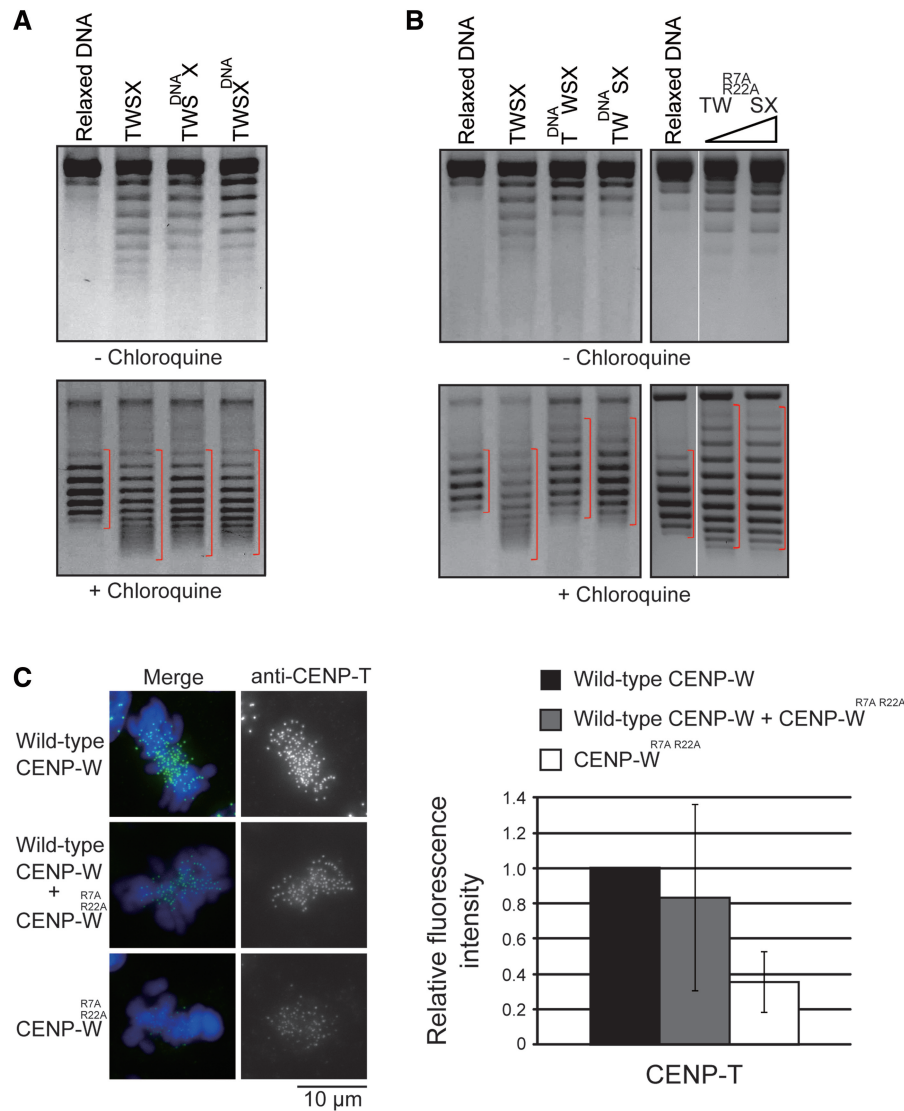 A
Relaxed DNA
TWSX
TWS DNA X
TWSX DNA
- Chloroquine
+ Chloroquine
B
Relaxed DNA
TWSX
T DNA WSX
TW DNA SX
Relaxed DNA
R7A
R22A
TW SX
- Chloroquine
+ Chloroquine
C
Merge
anti-CENP-T
Wild-type
CENP-W
Wild-type
CENP-W
+
R7A
R22A
CENP-W
R7A
R22A
CENP-W
10 μm
Wild-type CENP-W
Wild-type CENP-W + CENP-W R7A R22A
CENP-W R7A R22A
Relative fluorescence
intensity
1.4
1.2
1.0
0.8
0.6
0.4
0.2
0
CENP-T